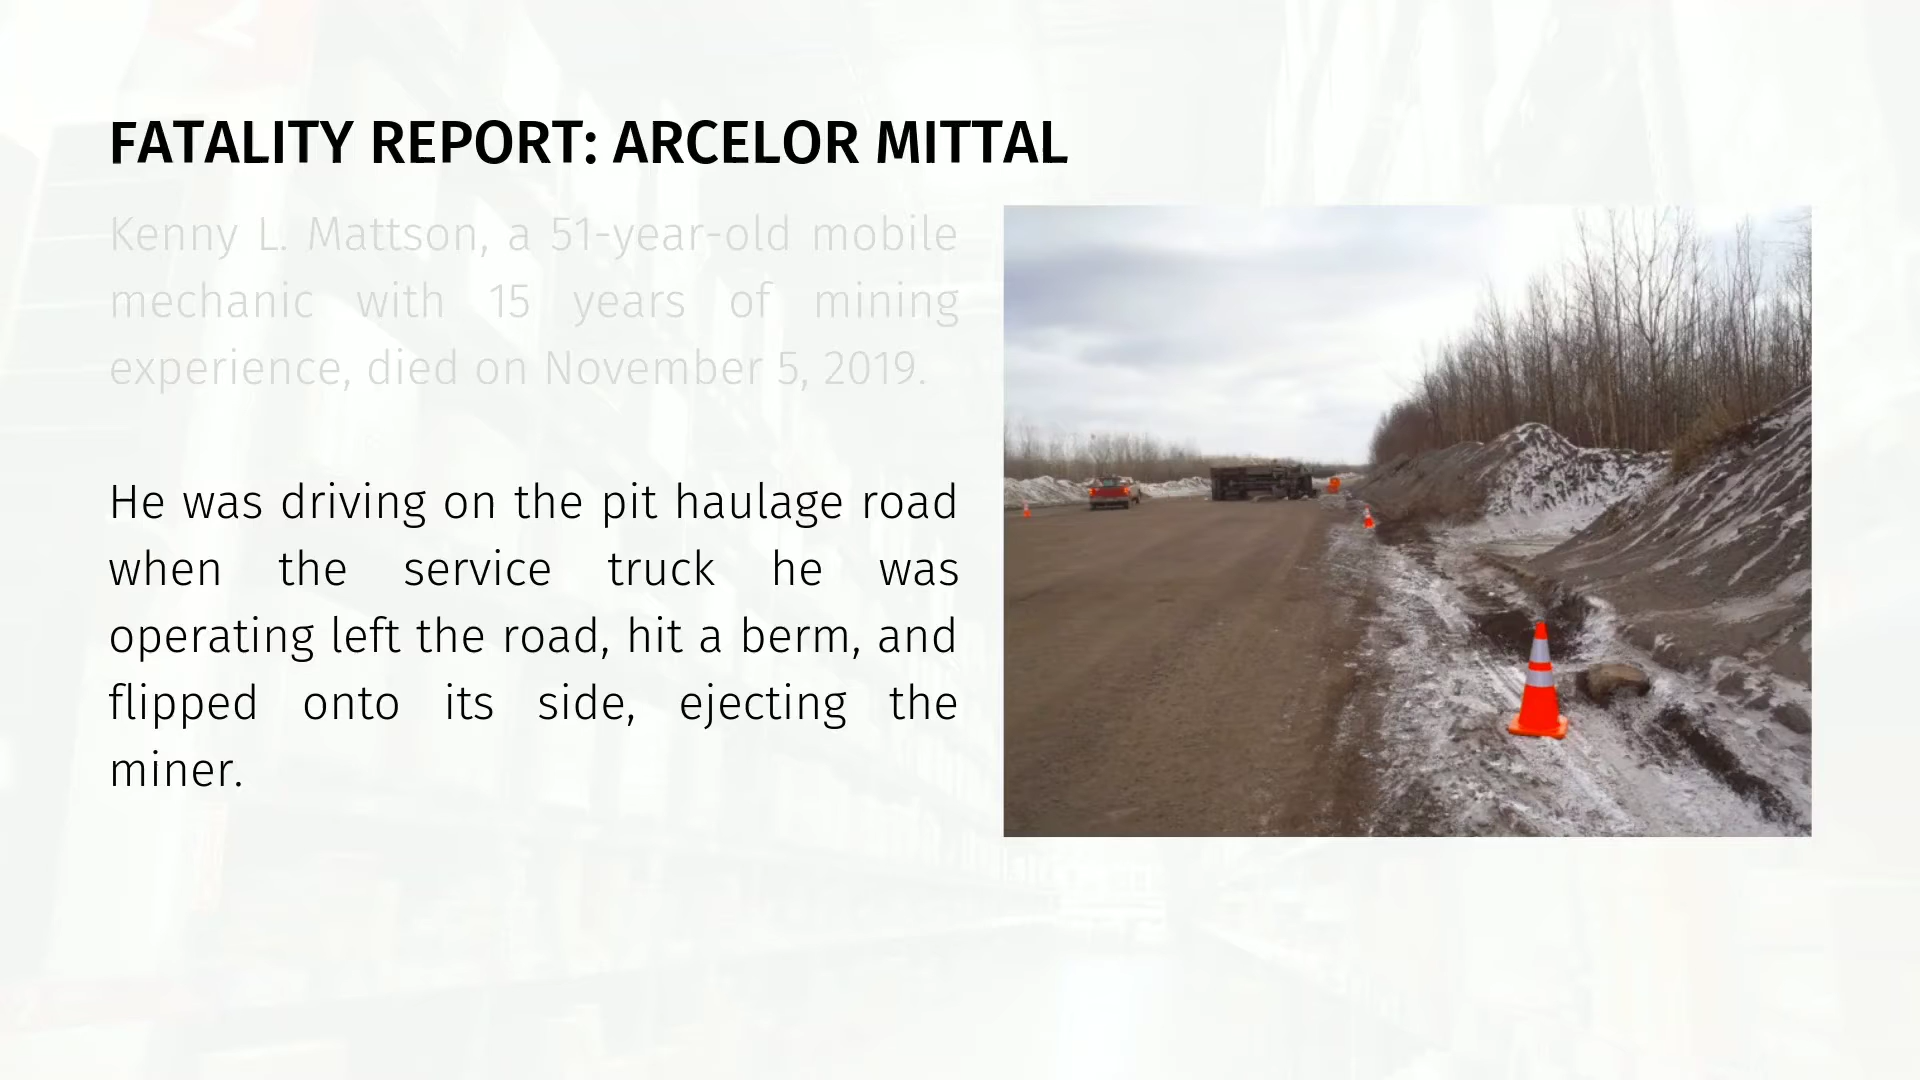 FATALITY REPORT: ARCELOR MITTAL
Kenny L. Mattson, a 51-year-old mobile
mechanic with 15 years of mining
experience, died on November 5, 2019.
He was driving on the pit haulage road
when the service truck he was
operating left the road, hit a berm, and
flipped onto its side, ejecting the
miner.